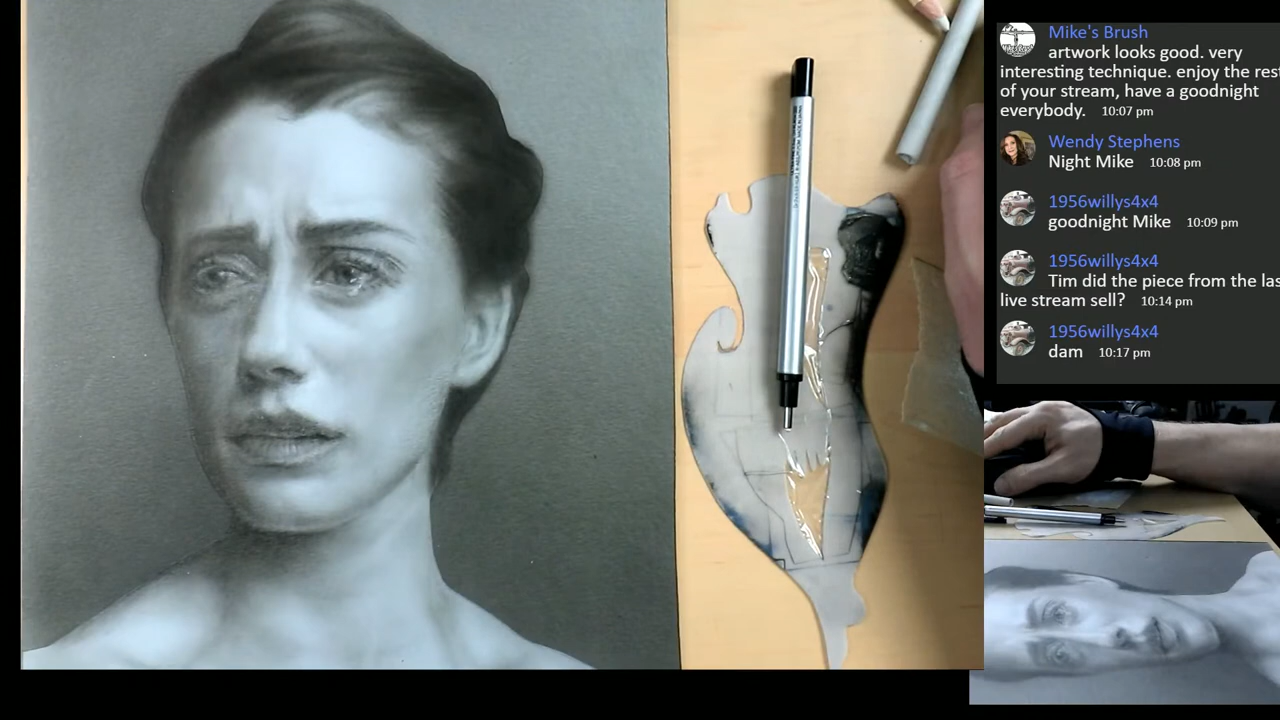 Mike's Brush
artwork looks good. very
interesting technique. enjoy the res
of your stream, have a goodnight
everybody. 10:07 pm
Wendy Stephens
Night Mike 10:08 pm
1956willys4x4
goodnight Mike 10:09 pm
1956willys4x4
Tim did the piece from the las
live stream sell? 10:14 pm
1956willys4x4
dam 10:17 pm